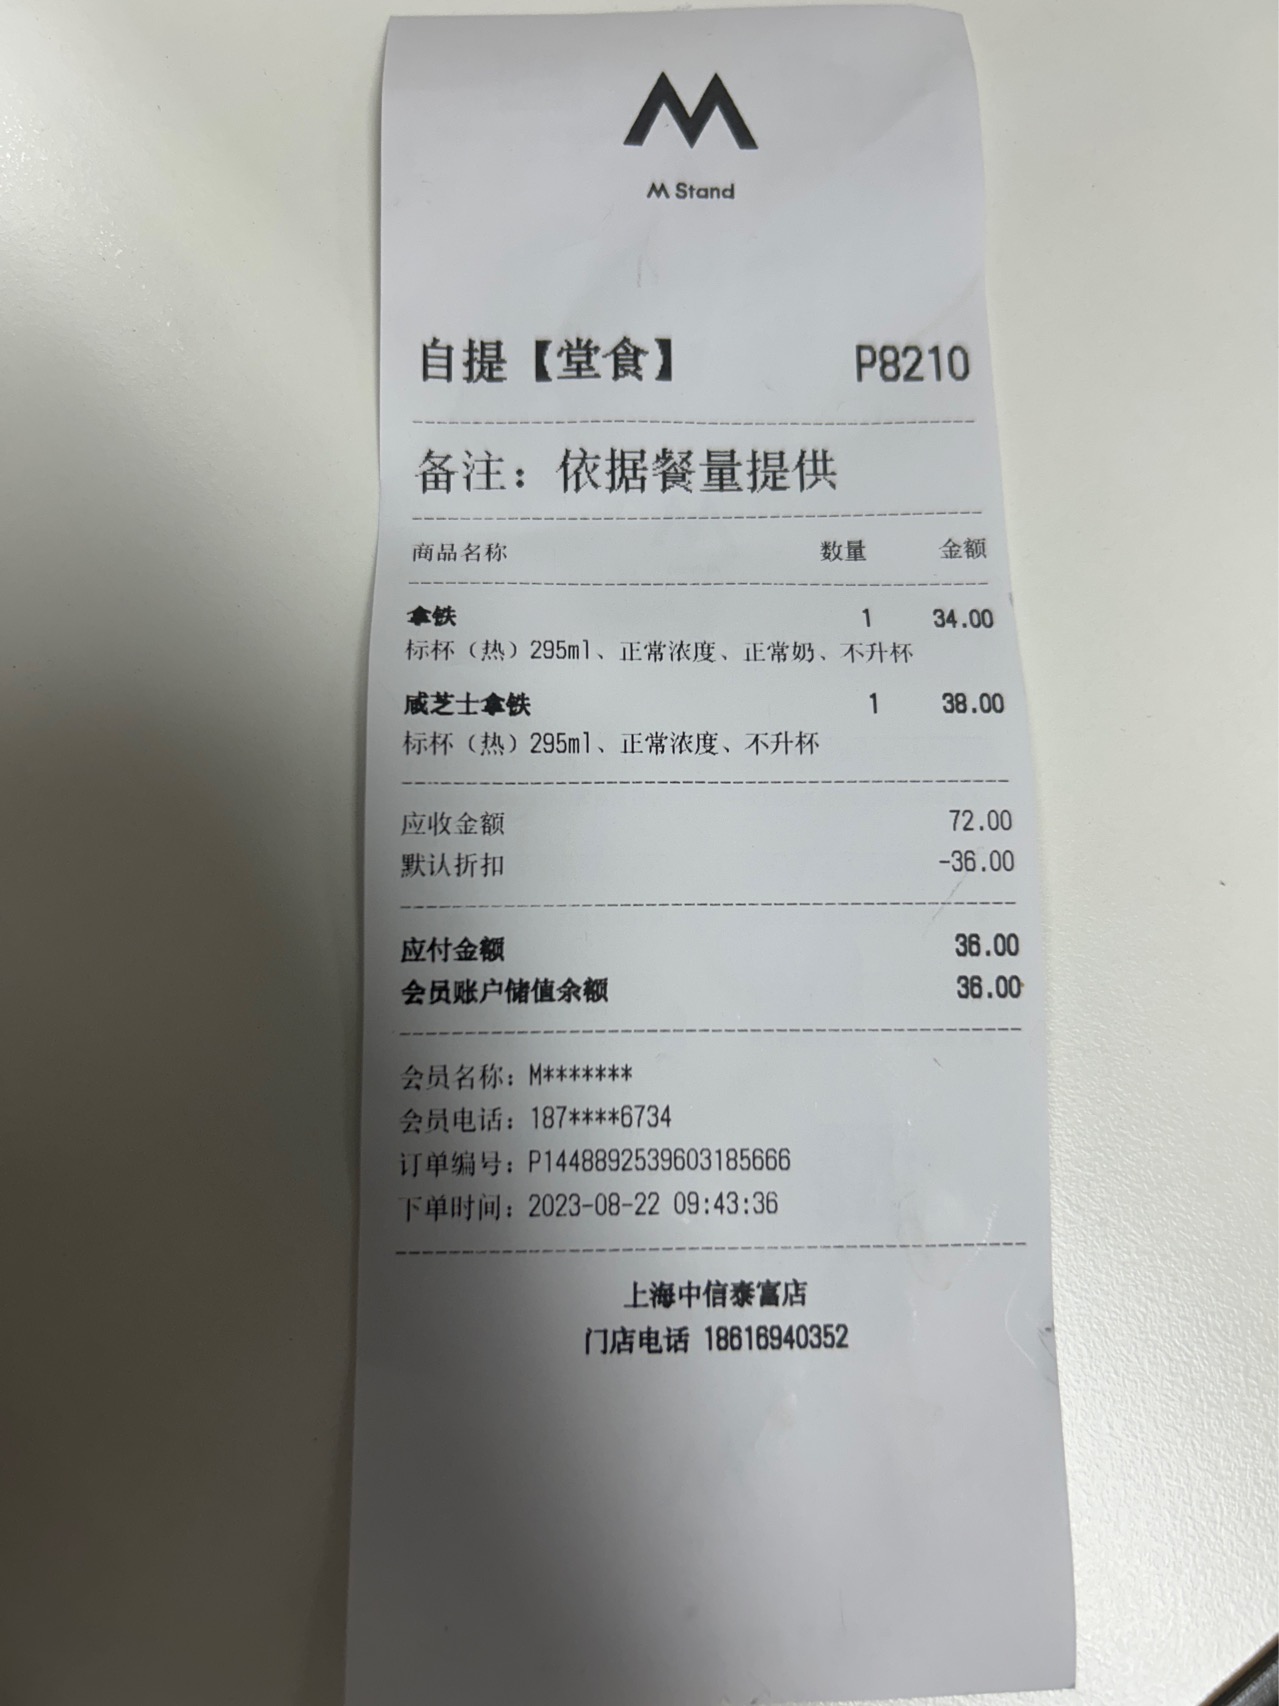 M Stand
自提【堂食】 P8210
备注：依据餐量提供
商品名称 数量 金额
拿铁 1 34.00
标杯（热）295ml、正常浓度、正常奶、不升杯
咸芝士拿铁 1 38.00
标杯（热）295ml、正常浓度、不升杯
应收金额 72.00
默认折扣 -36.00
应付金额 36.00
会员账户储值余额 36.00
会员名称：M*******
会员电话：187****6734
订单编号：P1448892539603185666
下单时间：2023-08-22 09:43:36
上海中信泰富店
门店电话 18616940352